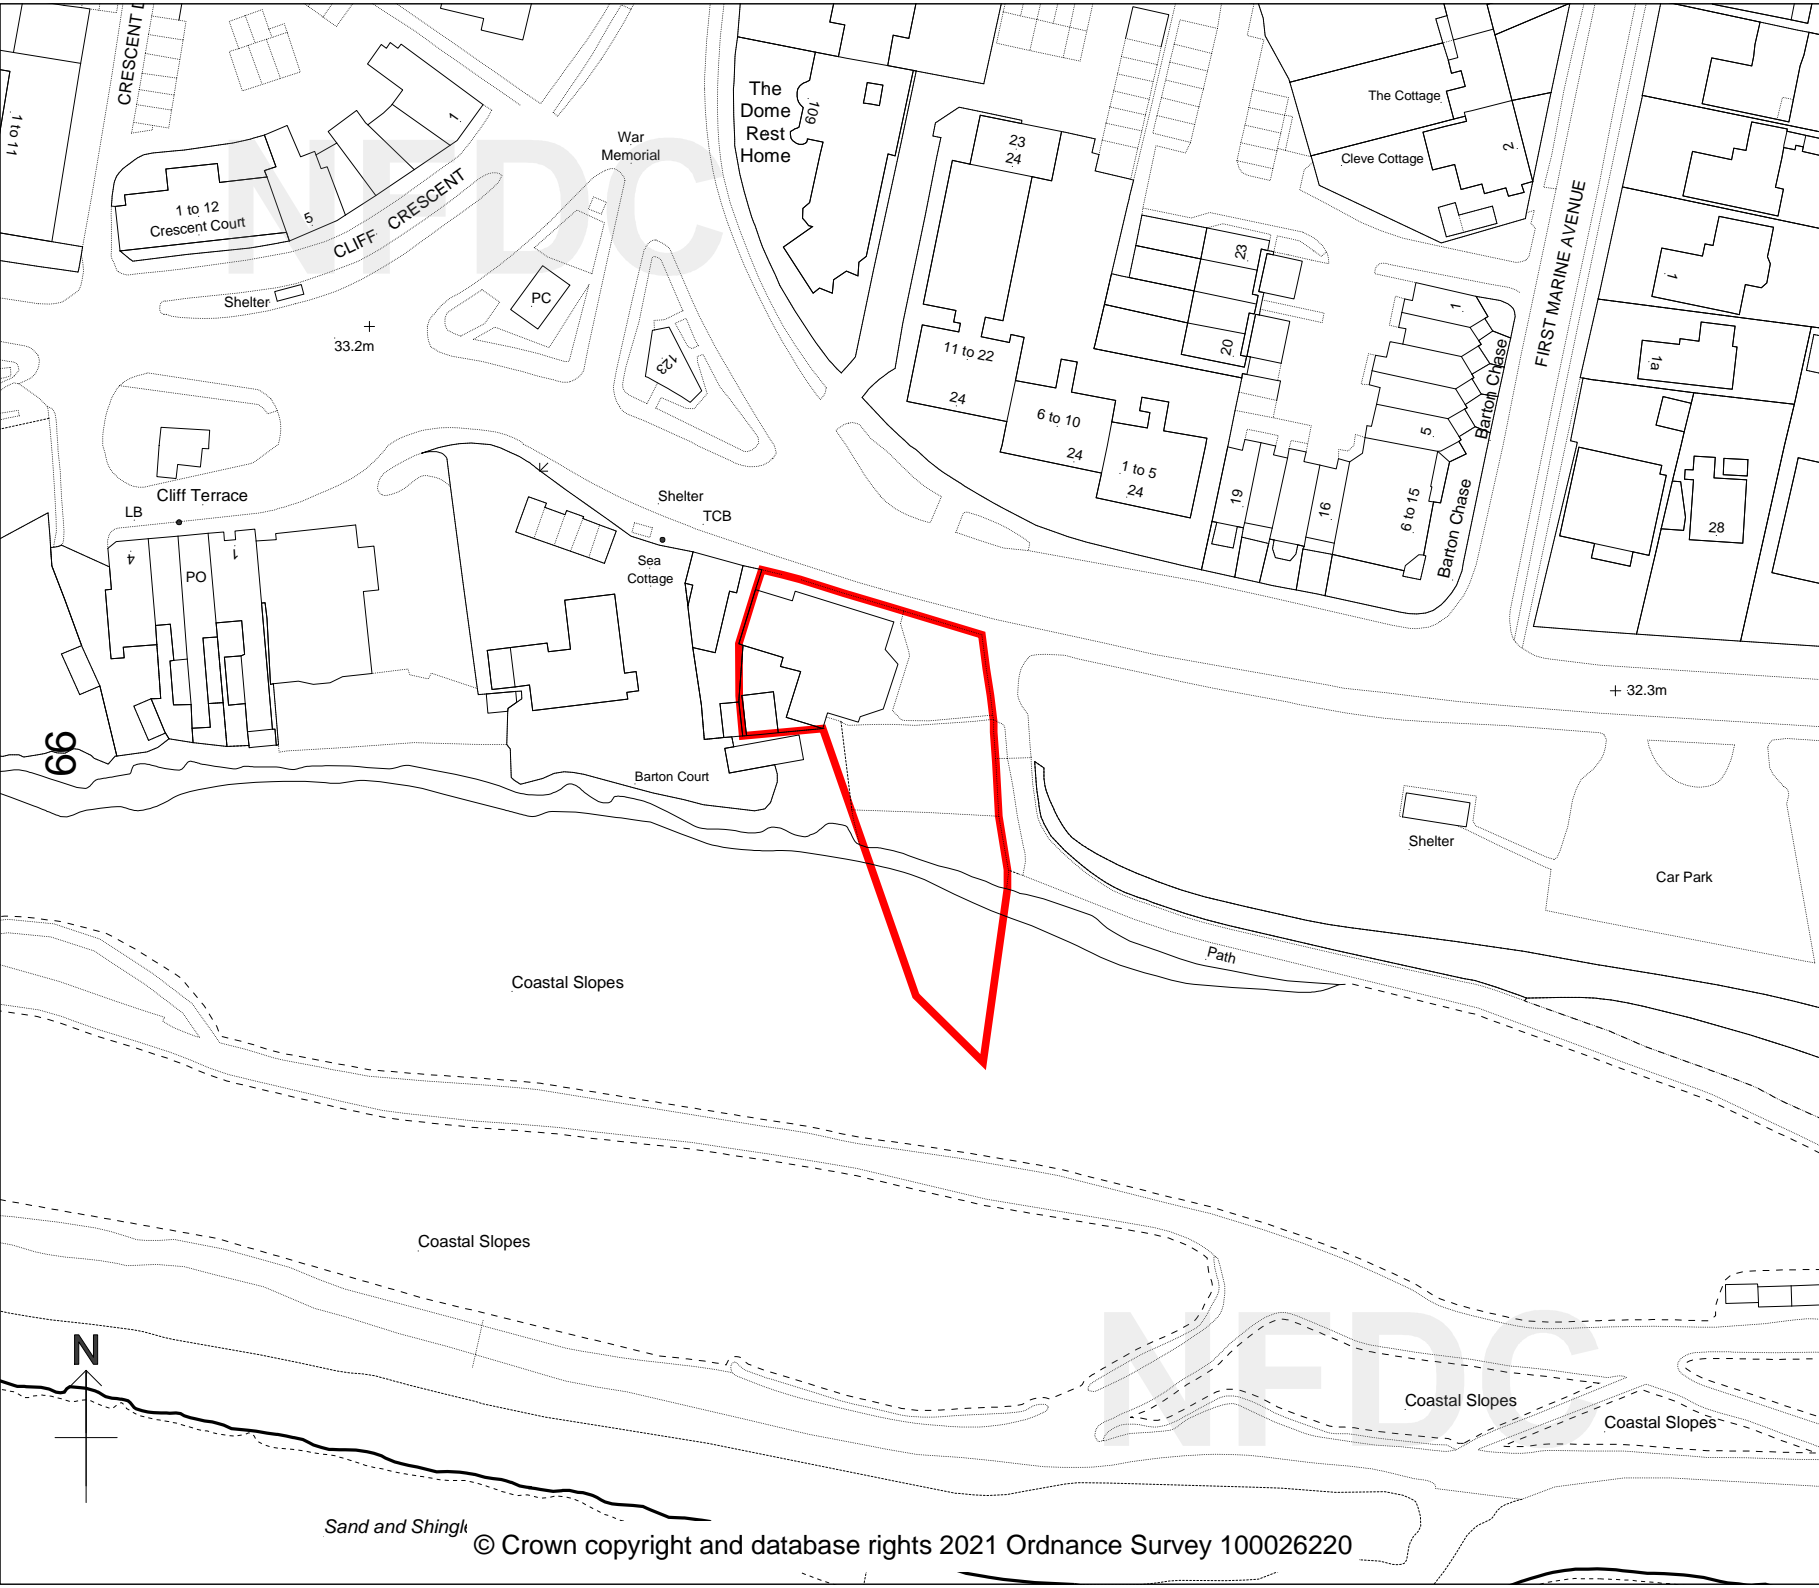 CRESCENT D
1 to 11
1
1 to 12
Crescent Court
5
CLIFF CRESCENT
NFDC
War
Memorial
The
Dome
Rest
Home
109
23
24
The Cottage
Cleve Cottage
2
FIRST MARINE AVENUE
Shelter
PC
33.2m
123
11 to 22
24
6 to 10
24
1 to 5
24
23
20
1
5
Barton Chase
1
1a
19
16
6 to 15
Barton Chase
28
Cliff Terrace
LB
4
PO
1
Shelter
TCB
Sea
Cottage
32.3m
99
Barton Court
Shelter
Car Park
Path
Coastal Slopes
Coastal Slopes
NFDC
Coastal Slopes
Coastal Slopes
N
Sand and Shingle
© Crown copyright and database rights 2021 Ordnance Survey 100026220